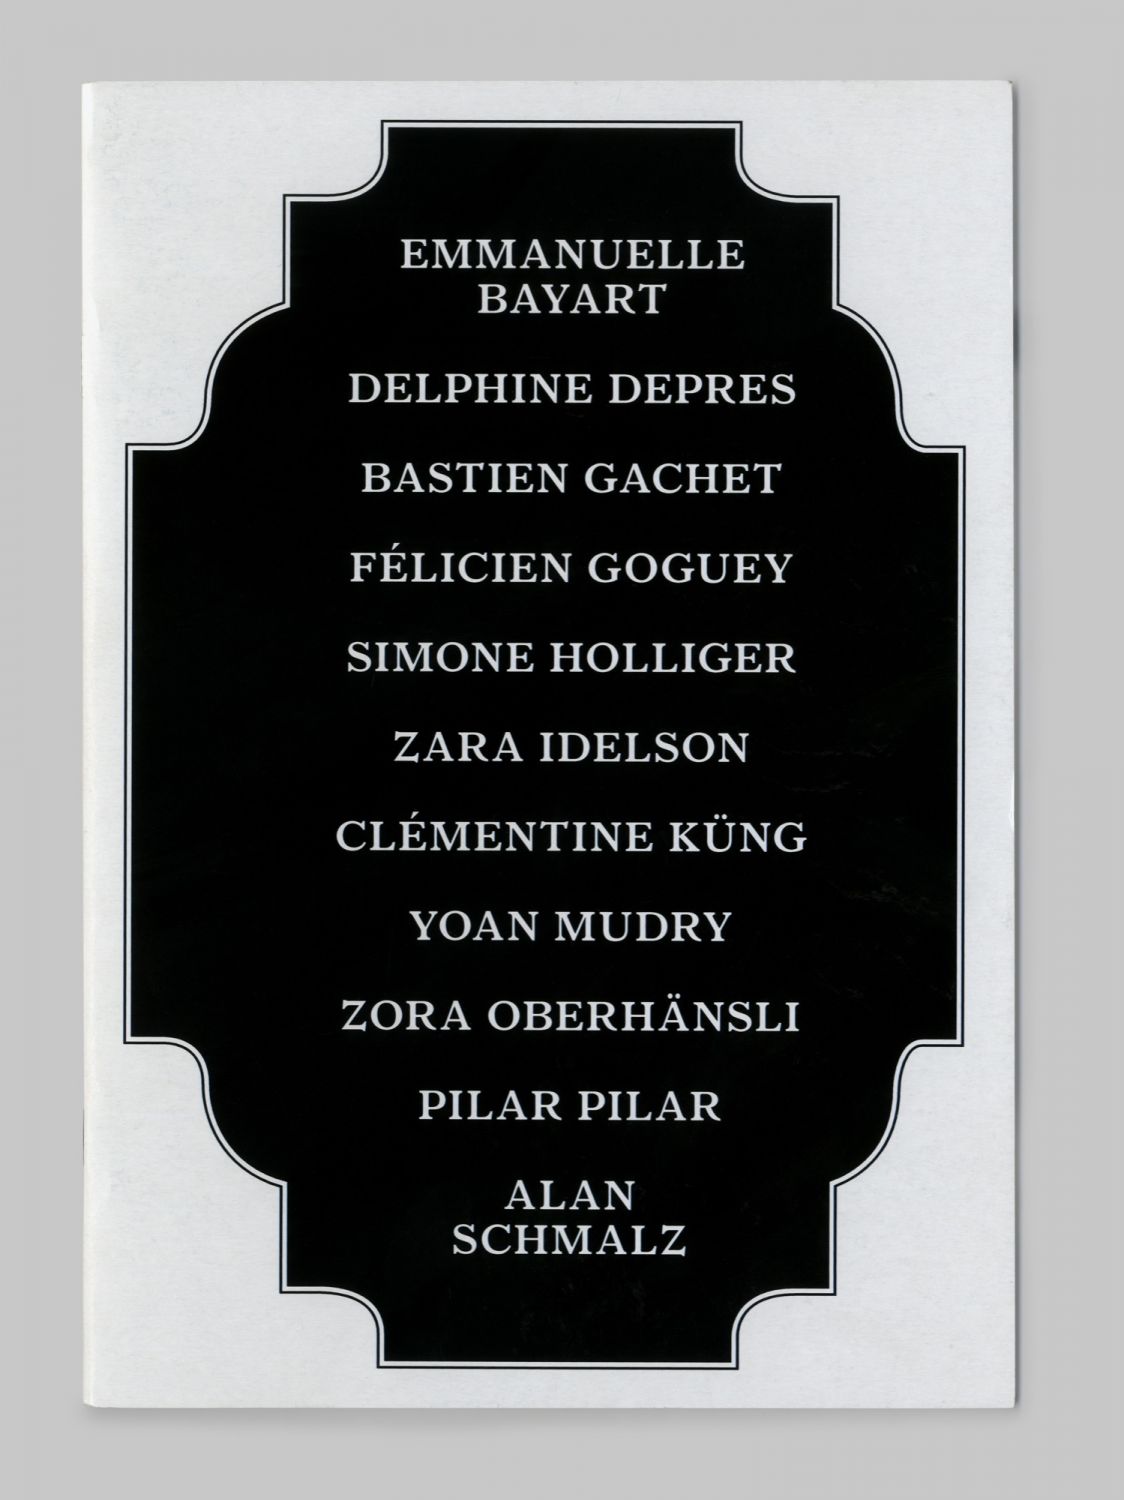 EMMANUELLE
BAYART
DELPHINE DEPRES
BASTIEN GACHET
FÉLICIEN GOGUEY
SIMONE HOLLIGER
ZARA IDELSON
CLÉMENTINE KÜNG
YOAN MUDRY
ZORA OBERHÄNSLI
PILAR PILAR
ALAN
SCHMALZ